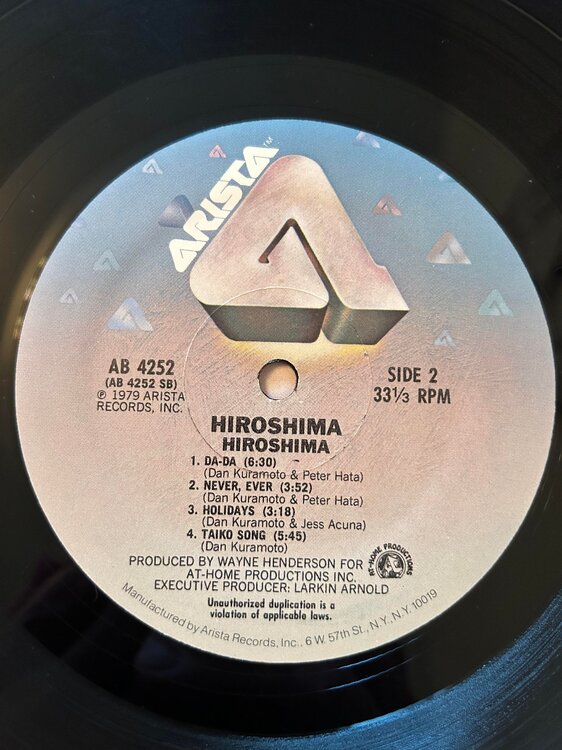 ARISTA™
AB 4252
(AB 4252 SB)
℗ 1979 ARISTA
RECORDS, INC.
SIDE 2
33⅓ RPM
HIROSHIMA
HIROSHIMA
1. DA-DA (6:30)
(Dan Kuramoto & Peter Hata)
2. NEVER, EVER (3:52)
(Dan Kuramoto & Peter Hata)
3. HOLIDAYS (3:18)
(Dan Kuramoto & Jess Acuna)
4. TAIKO SONG (5:45)
(Dan Kuramoto)
PRODUCED BY WAYNE HENDERSON FOR
AT-HOME PRODUCTIONS INC.
EXECUTIVE PRODUCER: LARKIN ARNOLD
AT-HOME PRODUCTIONS
Unauthorized duplication is a
violation of applicable laws.
Manufactured by Arista Records, Inc., 6 W. 57th St., N.Y., N.Y. 10019